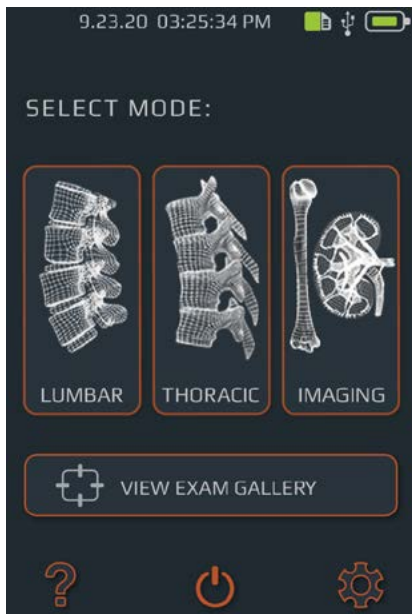 9.23.20 03:25:34 PM
SELECT MODE:
LUMBAR THORACIC IMAGING
VIEW EXAM GALLERY
?